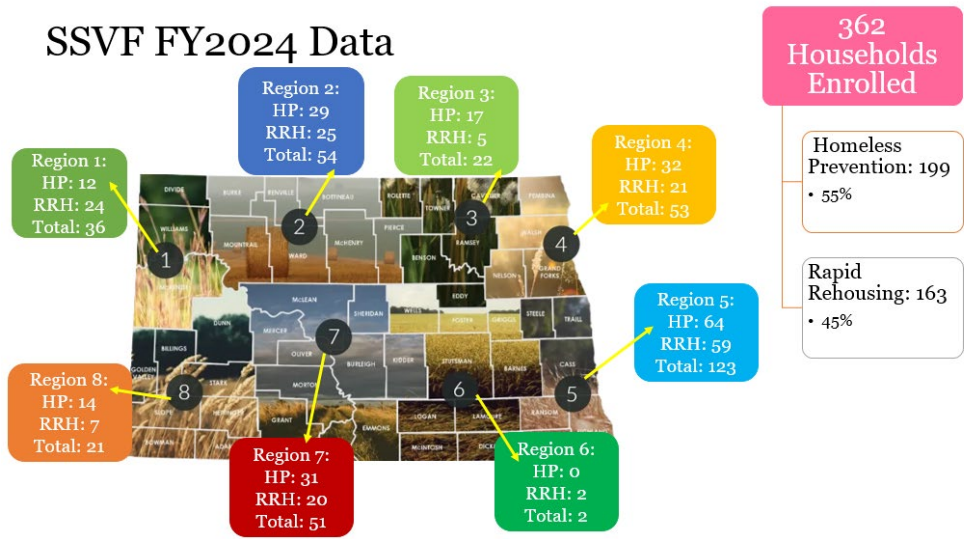 SSVF FY2024 Data
362
Households
Enrolled
Homeless
Prevention: 199
• 55%
Rapid
Rehousing: 163
• 45%
Region 1:
HP: 12
RRH: 24
Total: 36
Region 2:
HP: 29
RRH: 25
Total: 54
Region 3:
HP: 17
RRH: 5
Total: 22
Region 4:
HP: 32
RRH: 21
Total: 53
Region 5:
HP: 64
RRH: 59
Total: 123
Region 6:
HP: 0
RRH: 2
Total: 2
Region 7:
HP: 31
RRH: 20
Total: 51
Region 8:
HP: 14
RRH: 7
Total: 21
DIVIDE
BURKE
RENVILLE
BOTTINEAU
ROLETTE
TOWNER
CAVALIER
PEMBINA
WILLIAMS
MOUNTRAIL
WARD
McHENRY
PIERCE
BENSON
RAMSEY
WALSH
NELSON
GRAND
FORKS
EDDY
McLEAN
SHERIDAN
WELLS
FOSTER
GRIGGS
STEELE
TRAILL
DUNN
MERCER
OLIVER
BILLINGS
GOLDEN
VALLEY
STARK
MORTON
BURLEIGH
KIDDER
STUTSMAN
BARNES
CASS
SLOPE
BOWMAN
GRANT
EMMONS
LOGAN
LAMOURE
RANSOM
McINTOSH
1
2
3
4
5
6
7
8